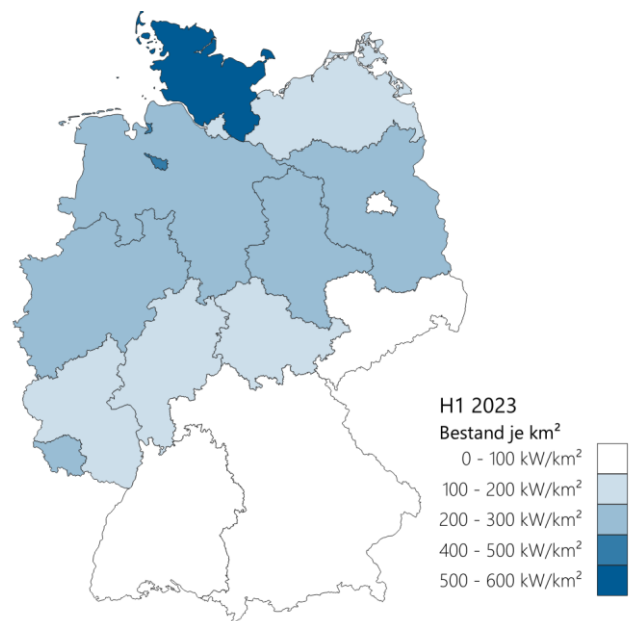 H1 2023
Bestand je km²
0 - 100 kW/km²
100 - 200 kW/km²
200 - 300 kW/km²
400 - 500 kW/km²
500 - 600 kW/km²